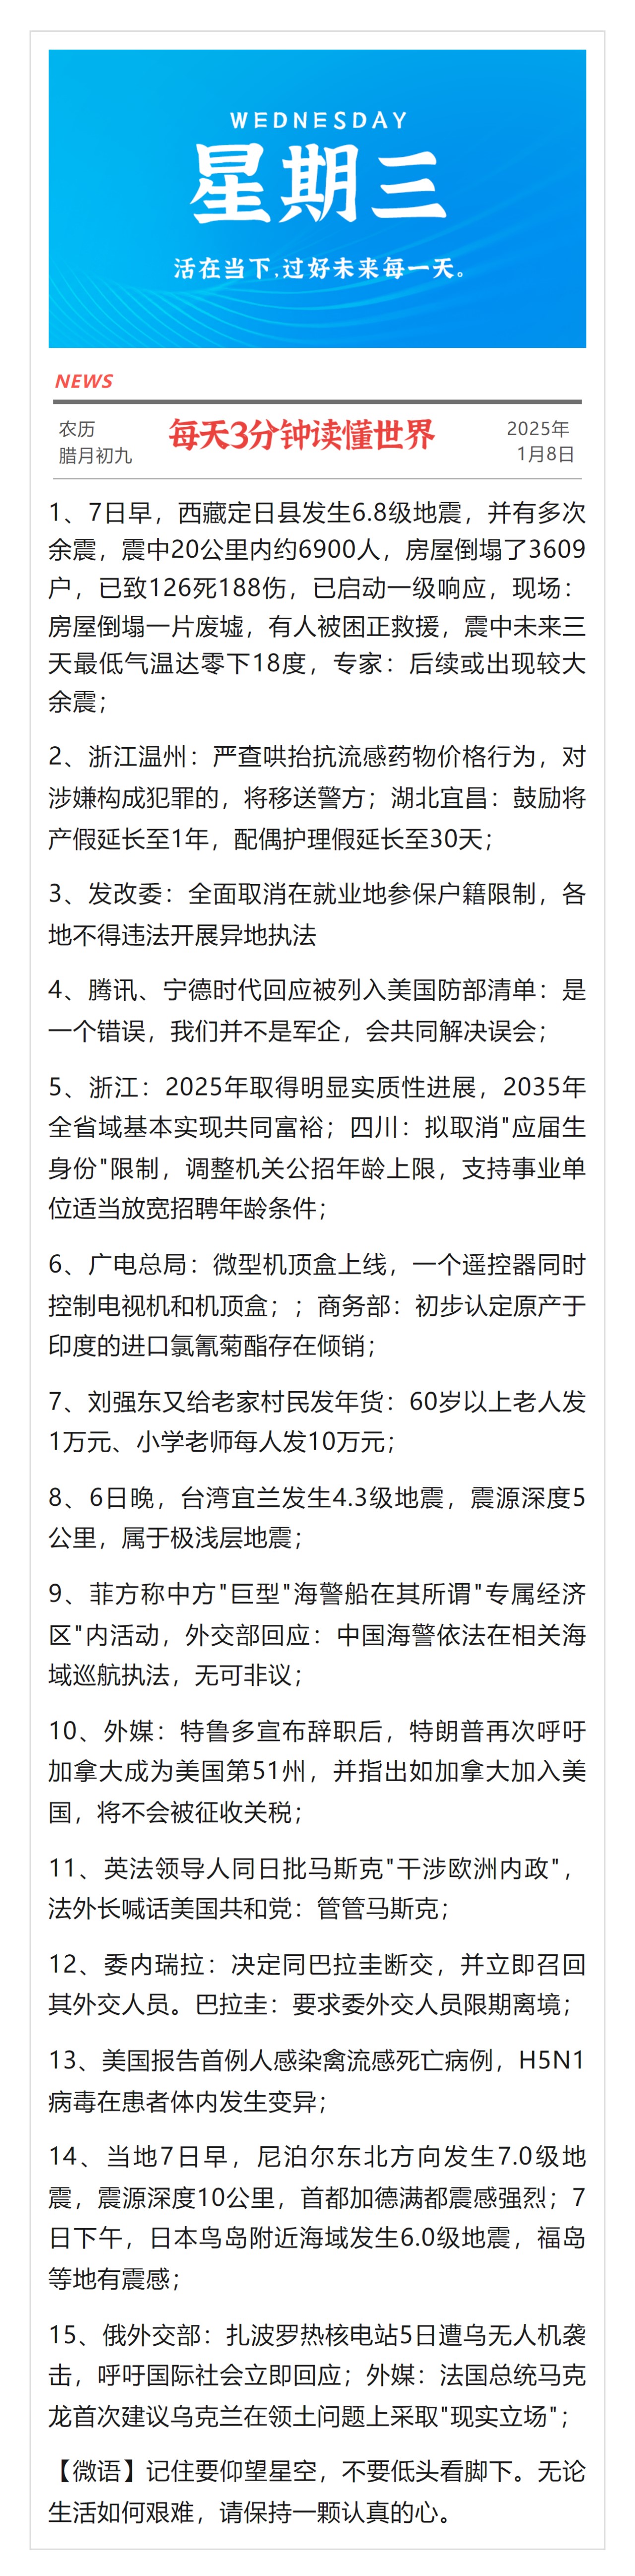 WEDNESDAY
星期三
活在当下,过好未来每一天。
NEWS
农历
腊月初九
每天3分钟读懂世界
2025年
1月8日
1、7日早，西藏定日县发生6.8级地震，并有多次
余震，震中20公里内约6900人，房屋倒塌了3609
户，已致126死188伤，已启动一级响应，现场：
房屋倒塌一片废墟，有人被困正救援，震中未来三
天最低气温达零下18度，专家：后续或出现较大
余震；
2、浙江温州：严查哄抬抗流感药物价格行为，对
涉嫌构成犯罪的，将移送警方；湖北宜昌：鼓励将
产假延长至1年，配偶护理假延长至30天；
3、发改委：全面取消在就业地参保户籍限制，各
地不得违法开展异地执法
4、腾讯、宁德时代回应被列入美国防部清单：是
一个错误，我们并不是军企，会共同解决误会；
5、浙江：2025年取得明显实质性进展，2035年
全省域基本实现共同富裕；四川：拟取消"应届生
身份"限制，调整机关公招年龄上限，支持事业单
位适当放宽招聘年龄条件；
6、广电总局：微型机顶盒上线，一个遥控器同时
控制电视机和机顶盒；；商务部：初步认定原产于
印度的进口氯氰菊酯存在倾销；
7、刘强东又给老家村民发年货：60岁以上老人发
1万元、小学老师每人发10万元；
8、6日晚，台湾宜兰发生4.3级地震，震源深度5
公里，属于极浅层地震；
9、菲方称中方"巨型"海警船在其所谓"专属经济
区"内活动，外交部回应：中国海警依法在相关海
域巡航执法，无可非议；
10、外媒：特鲁多宣布辞职后，特朗普再次呼吁
加拿大成为美国第51州，并指出如加拿大加入美
国，将不会被征收关税；
11、英法领导人同日批马斯克"干涉欧洲内政"，
法外长喊话美国共和党：管管马斯克；
12、委内瑞拉：决定同巴拉圭断交，并立即召回
其外交人员。巴拉圭：要求委外交人员限期离境；
13、美国报告首例人感染禽流感死亡病例，H5N1
病毒在患者体内发生变异；
14、当地7日早，尼泊尔东北方向发生7.0级地
震，震源深度10公里，首都加德满都震感强烈；7
日下午，日本鸟岛附近海域发生6.0级地震，福岛
等地有震感；
15、俄外交部：扎波罗热核电站5日遭乌无人机袭
击，呼吁国际社会立即回应；外媒：法国总统马克
龙首次建议乌克兰在领土问题上采取"现实立场"；
【微语】记住要仰望星空，不要低头看脚下。无论
生活如何艰难，请保持一颗认真的心。